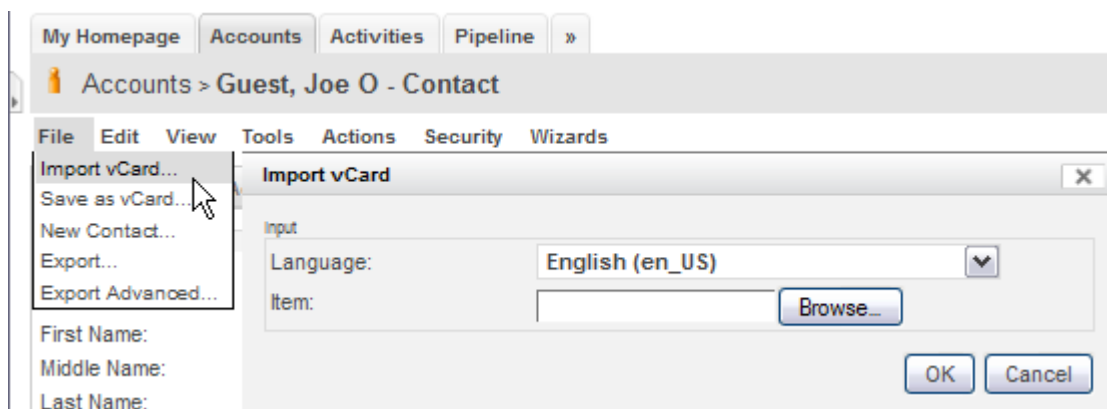 My Homepage Accounts Activities Pipeline »
Accounts > Guest, Joe O - Contact
File Edit View Tools Actions Security Wizards
Import vCard...
Save as vCard...
New Contact...
Export...
Export Advanced...
First Name:
Middle Name:
Last Name:
Import vCard
Input
Language: English (en_US)
Item: Browse...
OK Cancel